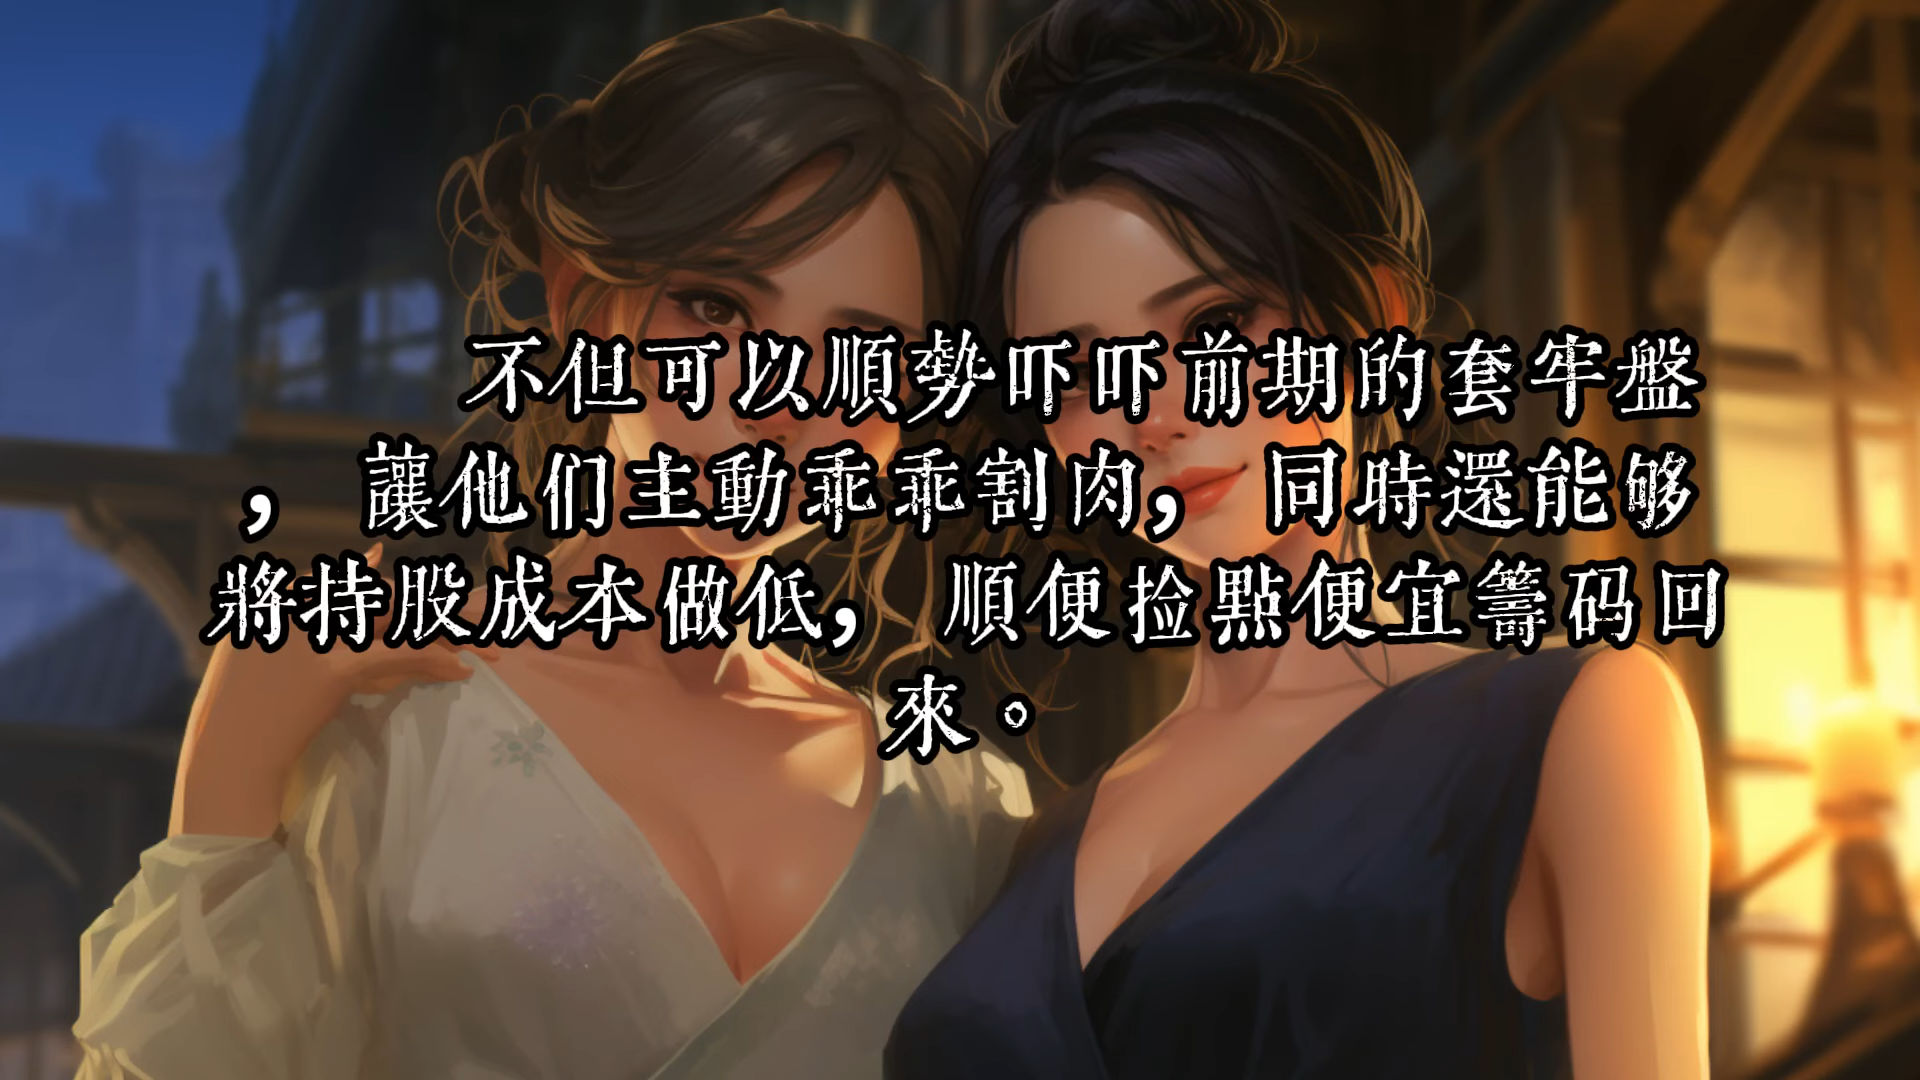 不但可以順勢吓吓前期的套牢盤
，讓他们主動乖乖割肉，同時還能够
將持股成本做低，順便捡點便宜籌码回
來。